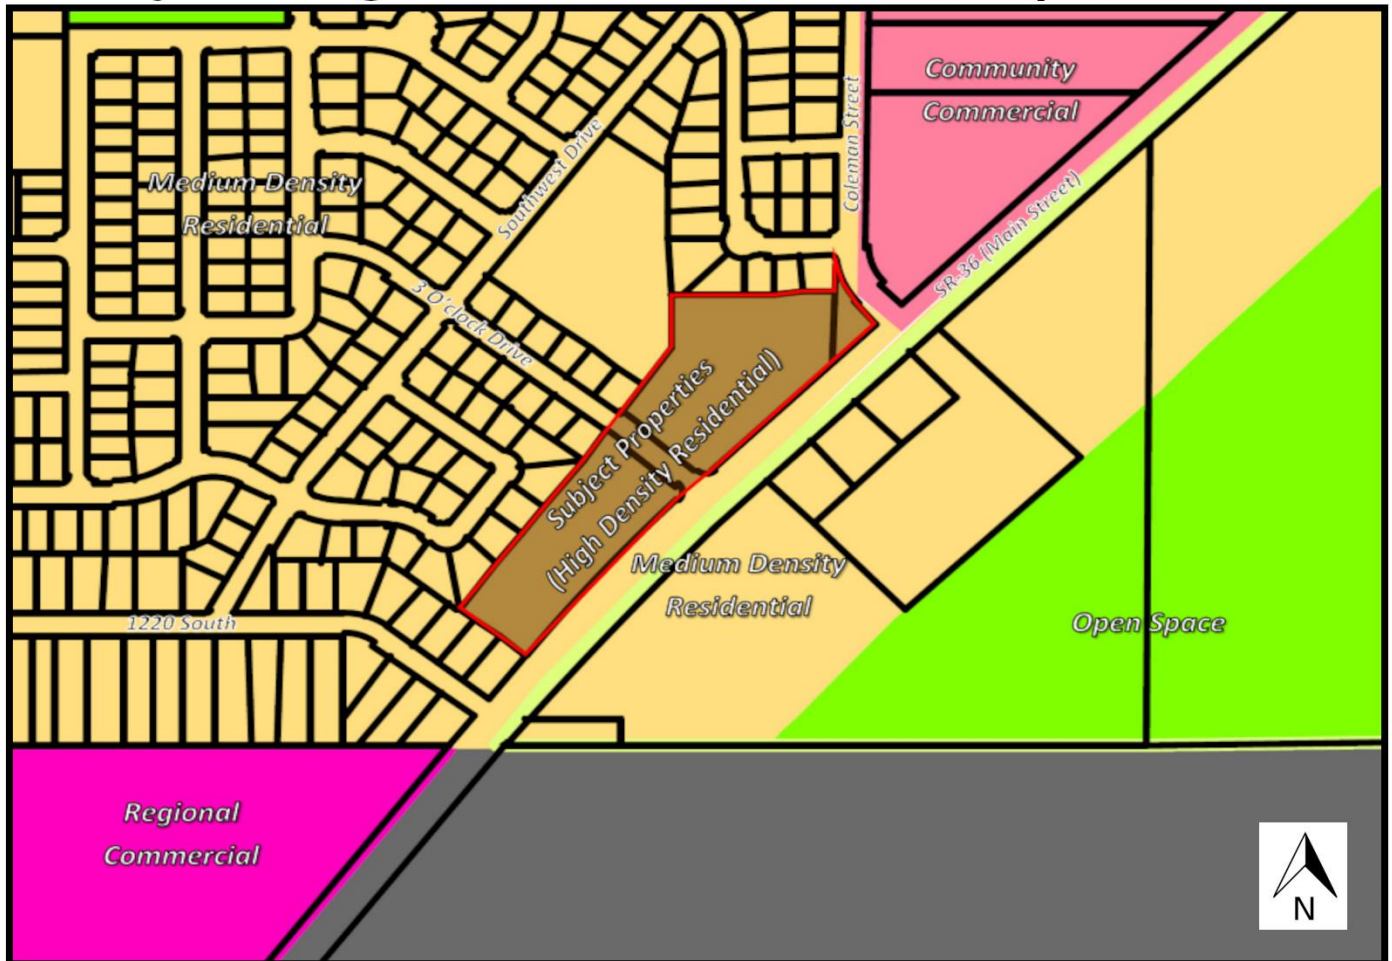 Community
Commercial
Coleman Street
Southwest Drive
Medium Density
Residential
SR-36 (Main Street)
3 O'clock Drive
Subject Properties
(High Density Residential)
Medium Density
Residential
1220 South
Open Space
Regional
Commercial
N